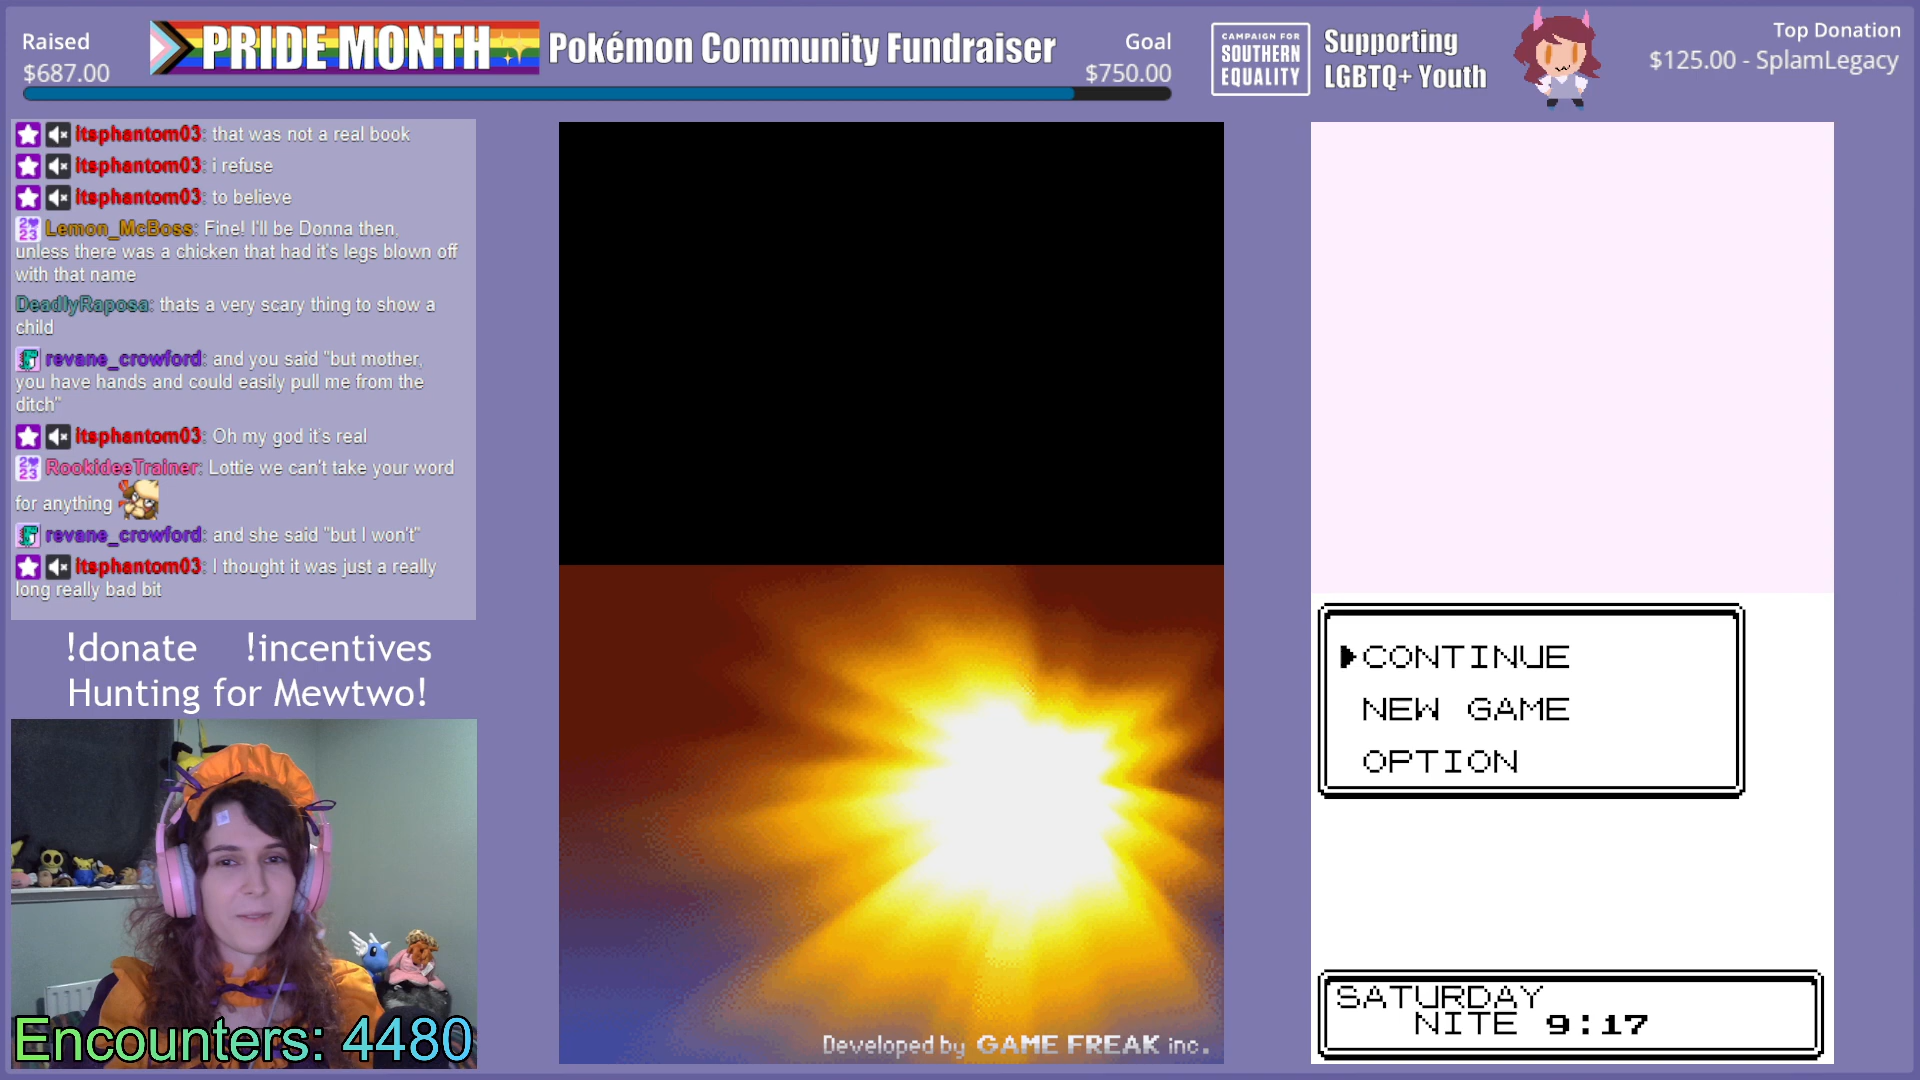 Raised
$687.00
PRIDE MONTH Pokémon Community Fundraiser
Goal
$750.00
CAMPAIGN FOR
SOUTHERN
EQUALITY
Supporting
LGBTQ+ Youth
Top Donation
$125.00 - SplamLegacy
itsphantom03: that was not a real book
itsphantom03: i refuse
itsphantom03: to believe
Lemon_McBoss: Fine! I'll be Donna then,
unless there was a chicken that had it's legs blown off
with that name
DeadlyRaposa: thats a very scary thing to show a
child
revane_crowford: and you said "but mother,
you have hands and could easily pull me from the
ditch"
itsphantom03: Oh my god it's real
RookideeTrainer: Lottie we can't take your word
for anything
revane_crowford: and she said "but I won't"
itsphantom03: I thought it was just a really
long really bad bit
!donate !incentives
Hunting for Mewtwo!
Encounters: 4480
Developed by GAME FREAK inc.
CONTINUE
NEW GAME
OPTION
SATURDAY
NITE 9:17